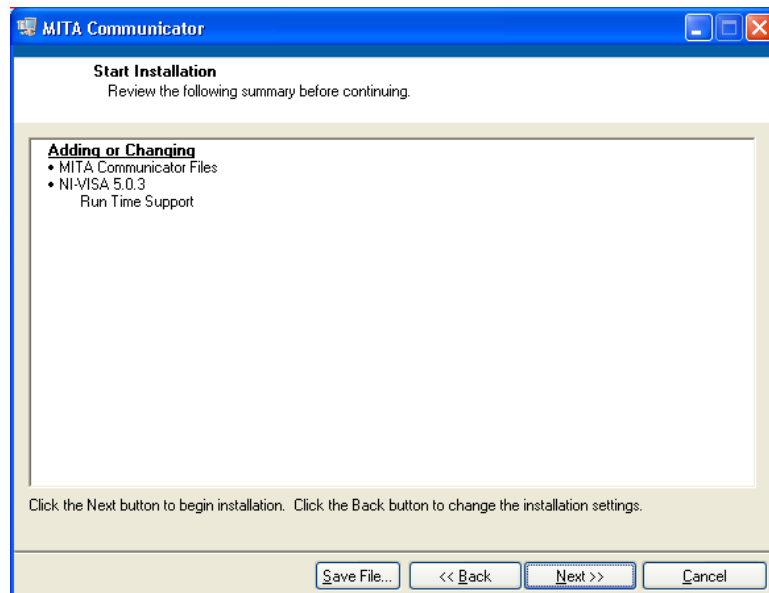 MITA Communicator
Start Installation
Review the following summary before continuing.
Adding or Changing
• MITA Communicator Files
• NI-VISA 5.0.3
Run Time Support
Click the Next button to begin installation. Click the Back button to change the installation settings.
Save File... << Back Next >> Cancel